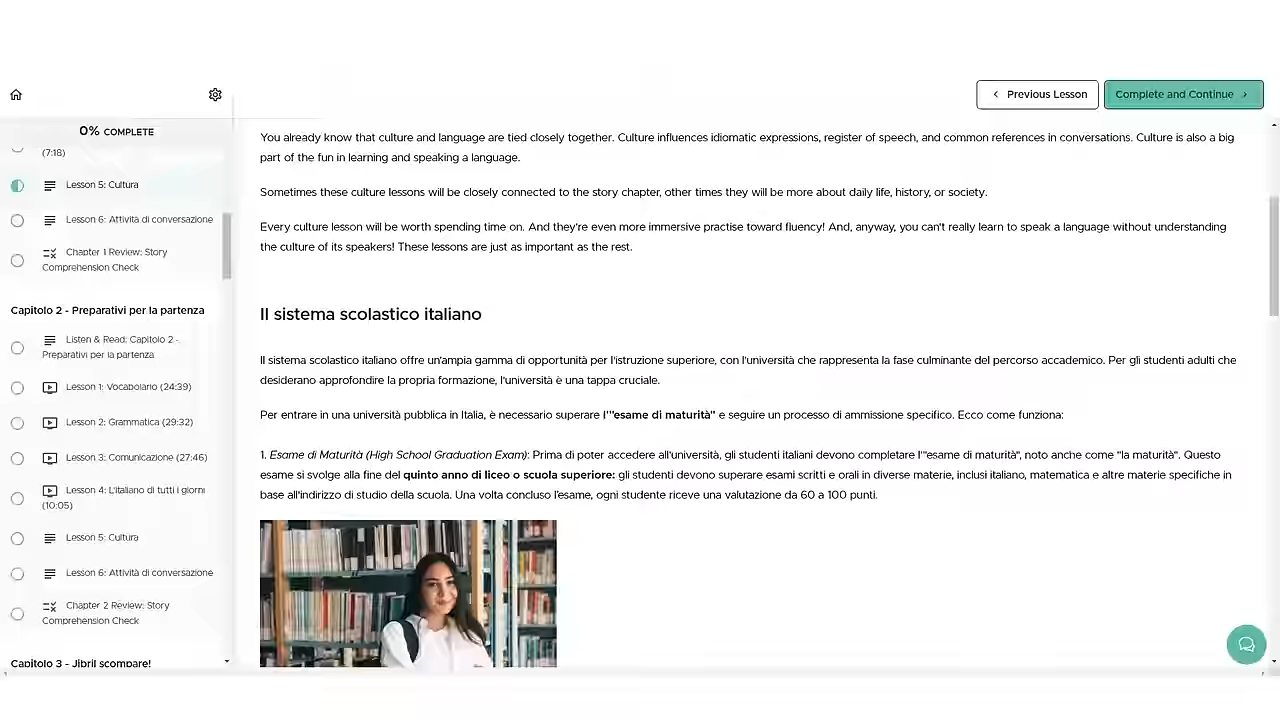 Previous Lesson
Complete and Continue
0% COMPLETE
(7:18)
Lesson 5: Cultura
Lesson 6: Attività di conversazione
Chapter 1 Review: Story
Comprehension Check
Capitolo 2 - Preparativi per la partenza
Listen & Read: Capitolo 2 -
Preparativi per la partenza
Lesson 1: Vocabolario (24:39)
Lesson 2: Grammatica (29:32)
Lesson 3: Comunicazione (27:46)
Lesson 4: L'italiano di tutti i giorni
(10:05)
Lesson 5: Cultura
Lesson 6: Attività di conversazione
Chapter 2 Review: Story
Comprehension Check
Capitolo 3 - Jibril scompare!
You already know that culture and language are tied closely together. Culture influences idiomatic expressions, register of speech, and common references in conversations. Culture is also a big
part of the fun in learning and speaking a language.
Sometimes these culture lessons will be closely connected to the story chapter, other times they will be more about daily life, history, or society.
Every culture lesson will be worth spending time on. And they're even more immersive practise toward fluency! And, anyway, you can't really learn to speak a language without understanding
the culture of its speakers! These lessons are just as important as the rest.
Il sistema scolastico italiano
Il sistema scolastico italiano offre un'ampia gamma di opportunità per l'istruzione superiore, con l'università che rappresenta la fase culminante del percorso accademico. Per gli studenti adulti che
desiderano approfondire la propria formazione, l'università è una tappa cruciale.
Per entrare in una università pubblica in Italia, è necessario superare l'"esame di maturità" e seguire un processo di ammissione specifico. Ecco come funziona:
1. Esame di Maturità (High School Graduation Exam): Prima di poter accedere all'università, gli studenti italiani devono completare l'"esame di maturità", noto anche come "la maturità". Questo
esame si svolge alla fine del quinto anno di liceo o scuola superiore: gli studenti devono superare esami scritti e orali in diverse materie, inclusi italiano, matematica e altre materie specifiche in
base all'indirizzo di studio della scuola. Una volta concluso l'esame, ogni studente riceve una valutazione da 60 a 100 punti.